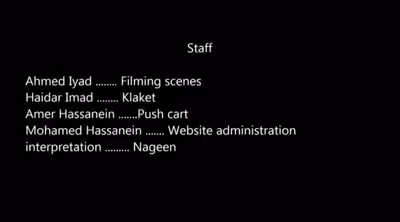 Staff
Ahmed Iyad ........ Filming scenes
Haidar Imad ........ Klaket
Amer Hassanein .......Push cart
Mohamed Hassanein ....... Website administration
interpretation ......... Nageen